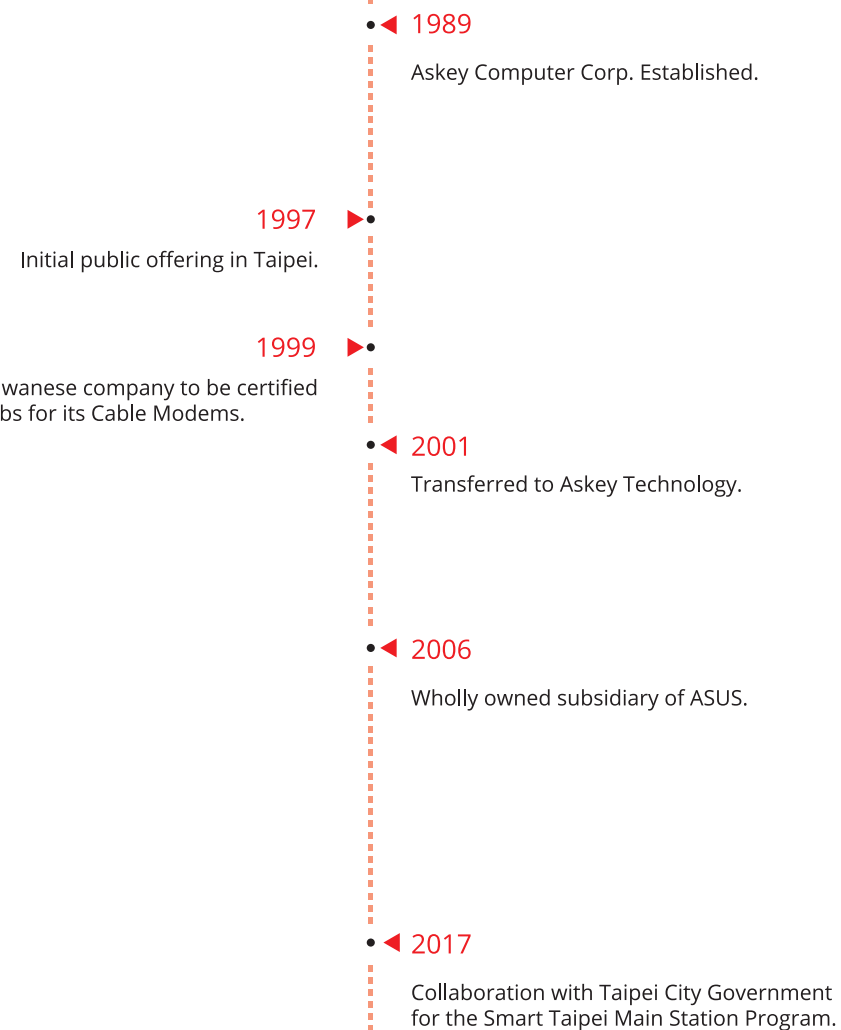 1989
Askey Computer Corp. Established.
1997
Initial public offering in Taipei.
1999
company to be certified
for its Cable Modems.
2001
Transferred to Askey Technology.
2006
Wholly owned subsidiary of ASUS.
2017
Collaboration with Taipei City Government
for the Smart Taipei Main Station Program.